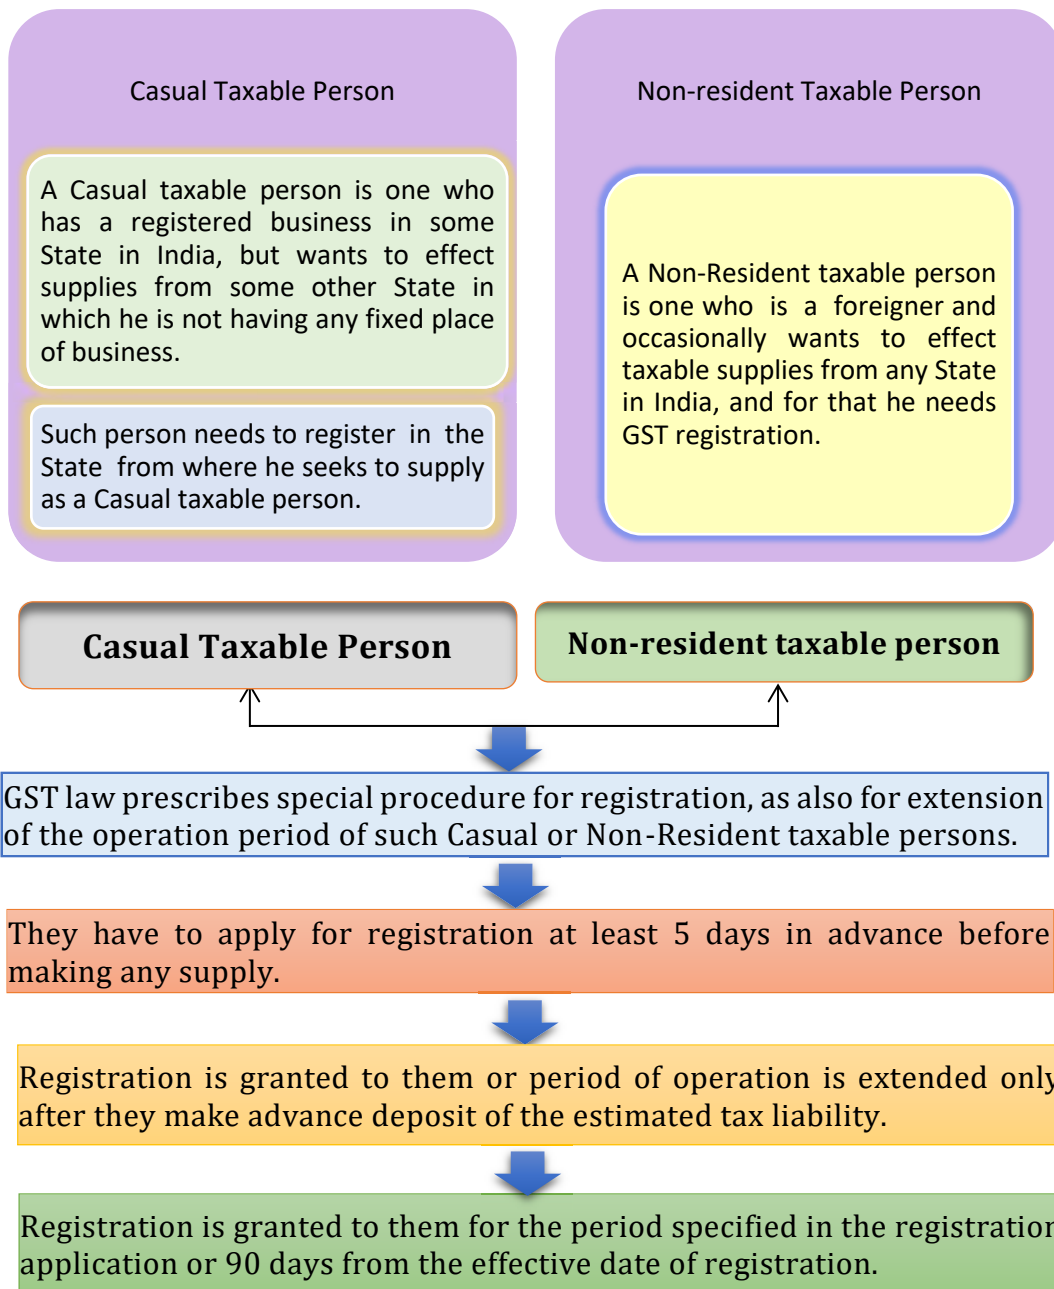 Casual Taxable Person
A Casual taxable person is one who
has a registered business in some
State in India, but wants to effect
supplies from some other State in
which he is not having any fixed place
of business.
Such person needs to register in the
State from where he seeks to supply
as a Casual taxable person.
Non-resident Taxable Person
A Non-Resident taxable person
is one who is a foreigner and
occasionally wants to effect
taxable supplies from any State
in India, and for that he needs
GST registration.
Casual Taxable Person
Non-resident taxable person
GST law prescribes special procedure for registration, as also for extension
of the operation period of such Casual or Non-Resident taxable persons.
They have to apply for registration at least 5 days in advance before
making any supply.
Registration is granted to them or period of operation is extended only
after they make advance deposit of the estimated tax liability.
Registration is granted to them for the period specified in the registration
application or 90 days from the effective date of registration.